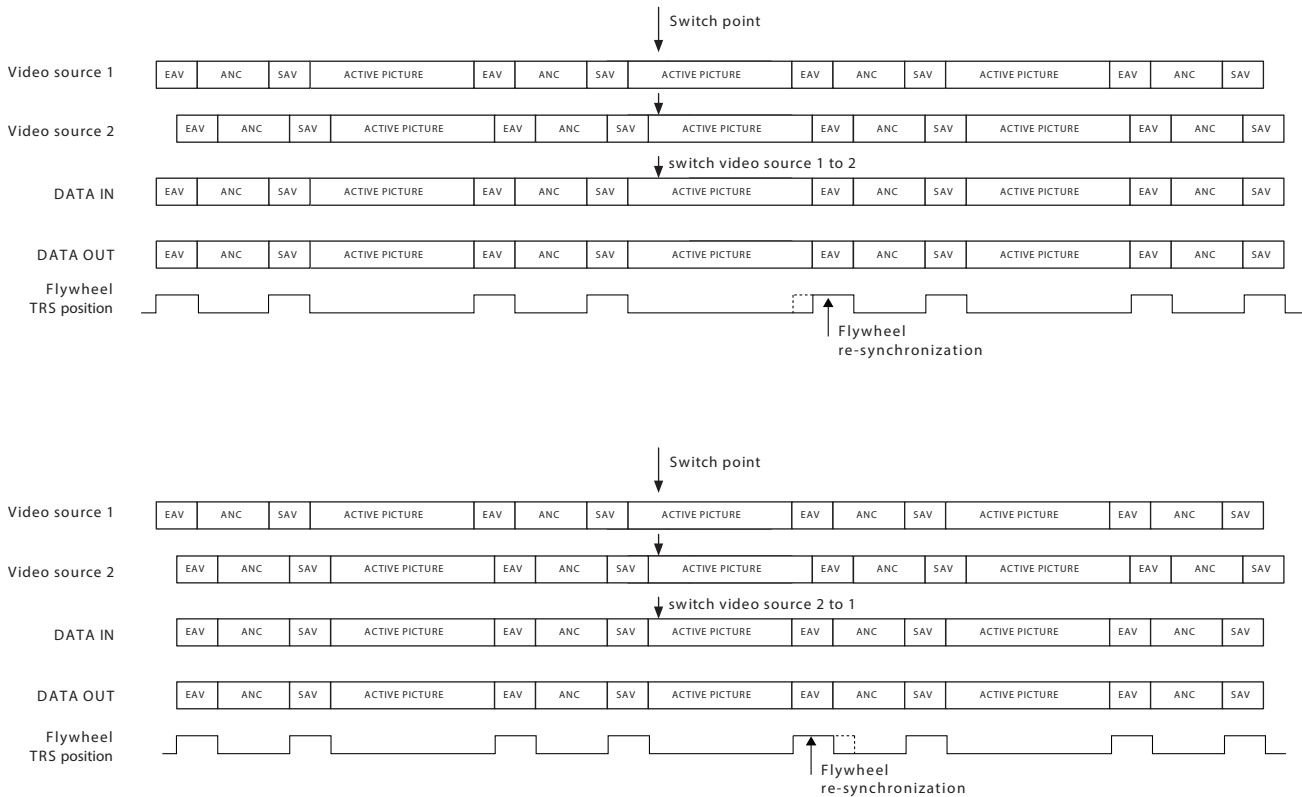 Switch point
Video source 1 EAV ANC SAV ACTIVE PICTURE EAV ANC SAV ACTIVE PICTURE EAV ANC SAV ACTIVE PICTURE EAV ANC SAV
Video source 2 EAV ANC SAV ACTIVE PICTURE EAV ANC SAV ACTIVE PICTURE EAV ANC SAV ACTIVE PICTURE EAV ANC SAV
switch video source 1 to 2
DATA IN EAV ANC SAV ACTIVE PICTURE EAV ANC SAV ACTIVE PICTURE EAV ANC SAV ACTIVE PICTURE EAV ANC SAV
DATA OUT EAV ANC SAV ACTIVE PICTURE EAV ANC SAV ACTIVE PICTURE EAV ANC SAV ACTIVE PICTURE EAV ANC SAV
Flywheel
TRS position
Flywheel
re-synchronization
Switch point
Video source 1 EAV ANC SAV ACTIVE PICTURE EAV ANC SAV ACTIVE PICTURE EAV ANC SAV ACTIVE PICTURE EAV ANC SAV
Video source 2 EAV ANC SAV ACTIVE PICTURE EAV ANC SAV ACTIVE PICTURE EAV ANC SAV ACTIVE PICTURE EAV ANC SAV
switch video source 2 to 1
DATA IN EAV ANC SAV ACTIVE PICTURE EAV ANC SAV ACTIVE PICTURE EAV ANC SAV ACTIVE PICTURE EAV ANC SAV
DATA OUT EAV ANC SAV ACTIVE PICTURE EAV ANC SAV ACTIVE PICTURE EAV ANC SAV ACTIVE PICTURE EAV ANC SAV
Flywheel
TRS position
Flywheel
re-synchronization